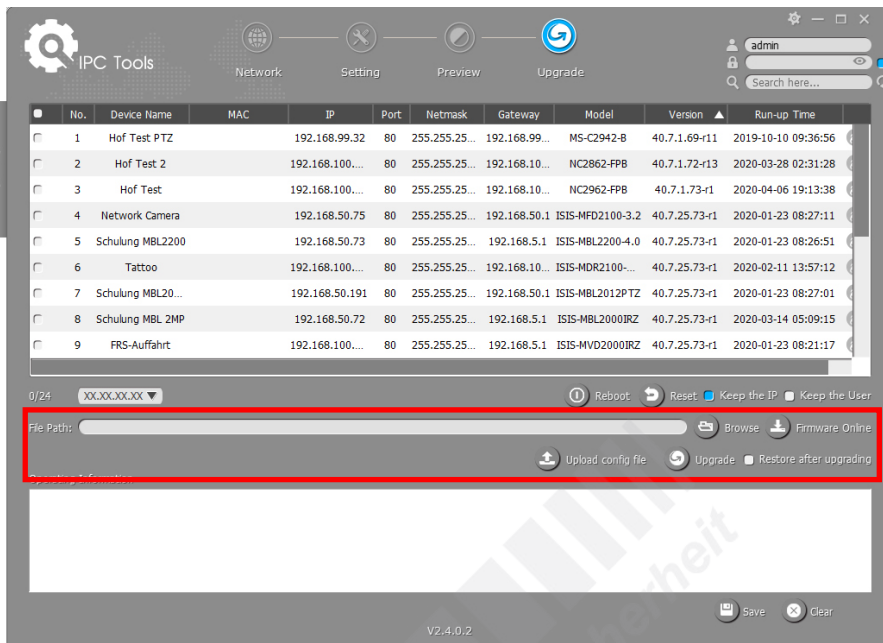 IPC Tools
Network Setting Preview Upgrade
admin
Search here...
No. Device Name MAC IP Port Netmask Gateway Model Version ▲ Run-up Time
1 Hof Test PTZ 192.168.99.32 80 255.255.25... 192.168.99... MS-C2942-B 40.7.1.69-r11 2019-10-10 09:36:56
2 Hof Test 2 192.168.100.... 80 255.255.25... 192.168.10... NC2862-FPB 40.7.1.72-r13 2020-03-28 02:31:28
3 Hof Test 192.168.100.... 80 255.255.25... 192.168.10... NC2962-FPB 40.7.1.73-r1 2020-04-06 19:13:38
4 Network Camera 192.168.50.75 80 255.255.25... 192.168.50.1 ISIS-MFD2100-3.2 40.7.25.73-r1 2020-01-23 08:27:11
5 Schulung MBL2200 192.168.50.73 80 255.255.25... 192.168.5.1 ISIS-MBL2200-4.0 40.7.25.73-r1 2020-01-23 08:26:51
6 Tattoo 192.168.100.... 80 255.255.25... 192.168.10... ISIS-MDR2100-... 40.7.25.73-r1 2020-02-11 13:57:12
7 Schulung MBL20... 192.168.50.191 80 255.255.25... 192.168.50.1 ISIS-MBL2012PTZ 40.7.25.73-r1 2020-01-23 08:27:01
8 Schulung MBL 2MP 192.168.50.72 80 255.255.25... 192.168.5.1 ISIS-MBL2000IRZ 40.7.25.73-r1 2020-03-14 05:09:15
9 FRS-Auffahrt 192.168.100.... 80 255.255.25... 192.168.5.1 ISIS-MVD2000IRZ 40.7.25.73-r1 2020-01-23 08:21:17
0/24 XX.XX.XX.XX ▼ Reboot Reset Keep the IP Keep the User
File Path: Browse Firmware Online
Upload config file Upgrade Restore after upgrading
Operating Information
Save Clear
V2.4.0.2